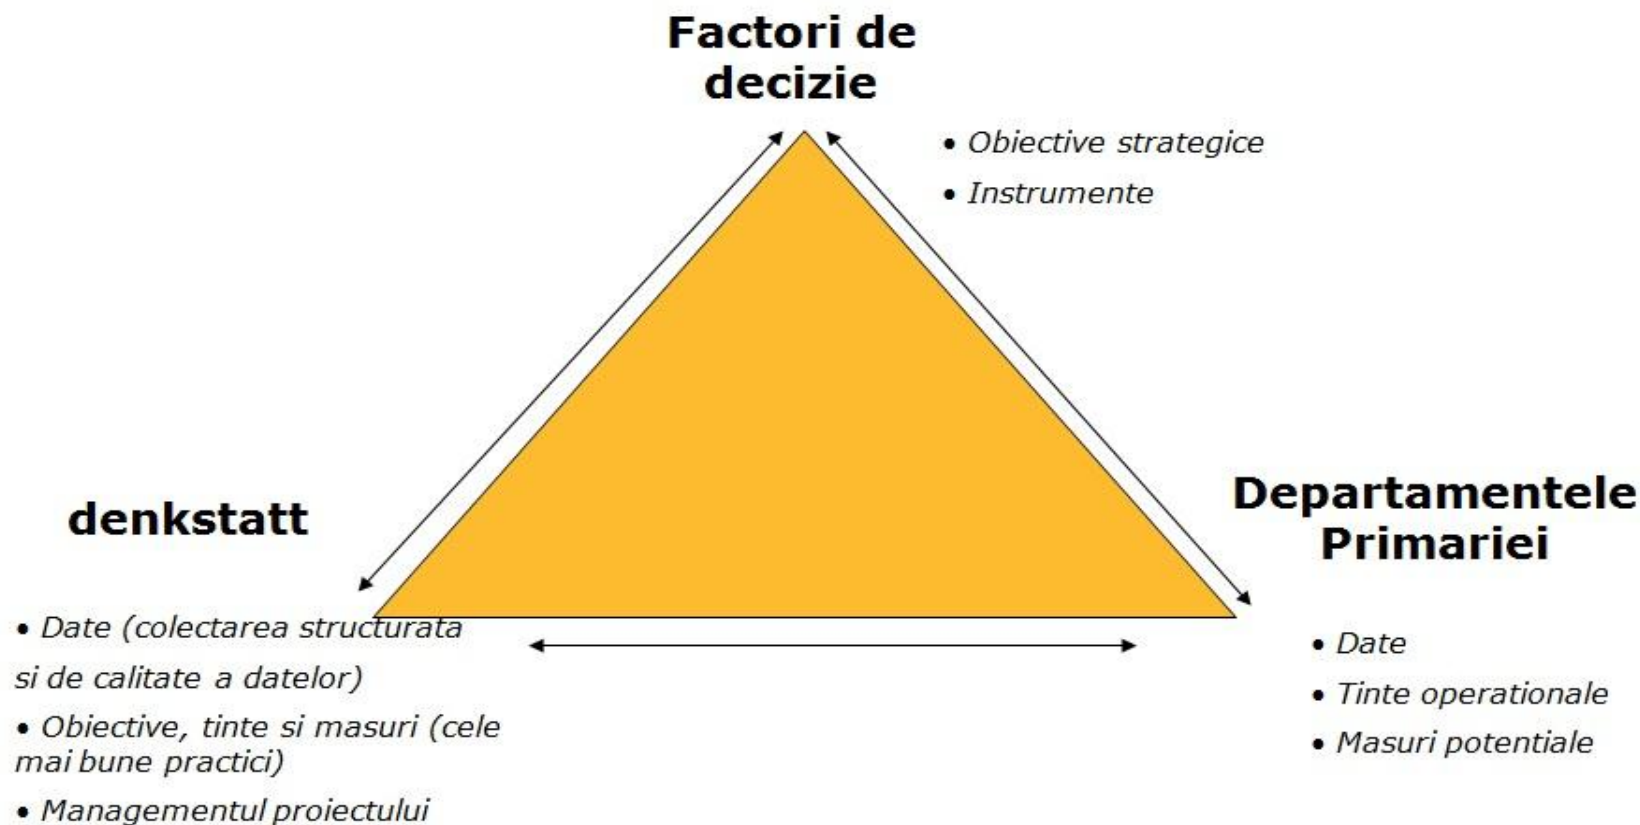 Factori de
decizie
• Obiective strategice
• Instrumente
denkstatt
• Date (colectarea structurata
si de calitate a datelor)
• Obiective, tinte si masuri (cele
mai bune practici)
• Managementul proiectului
Departamentele
Primariei
• Date
• Tinte operationale
• Masuri potentiale